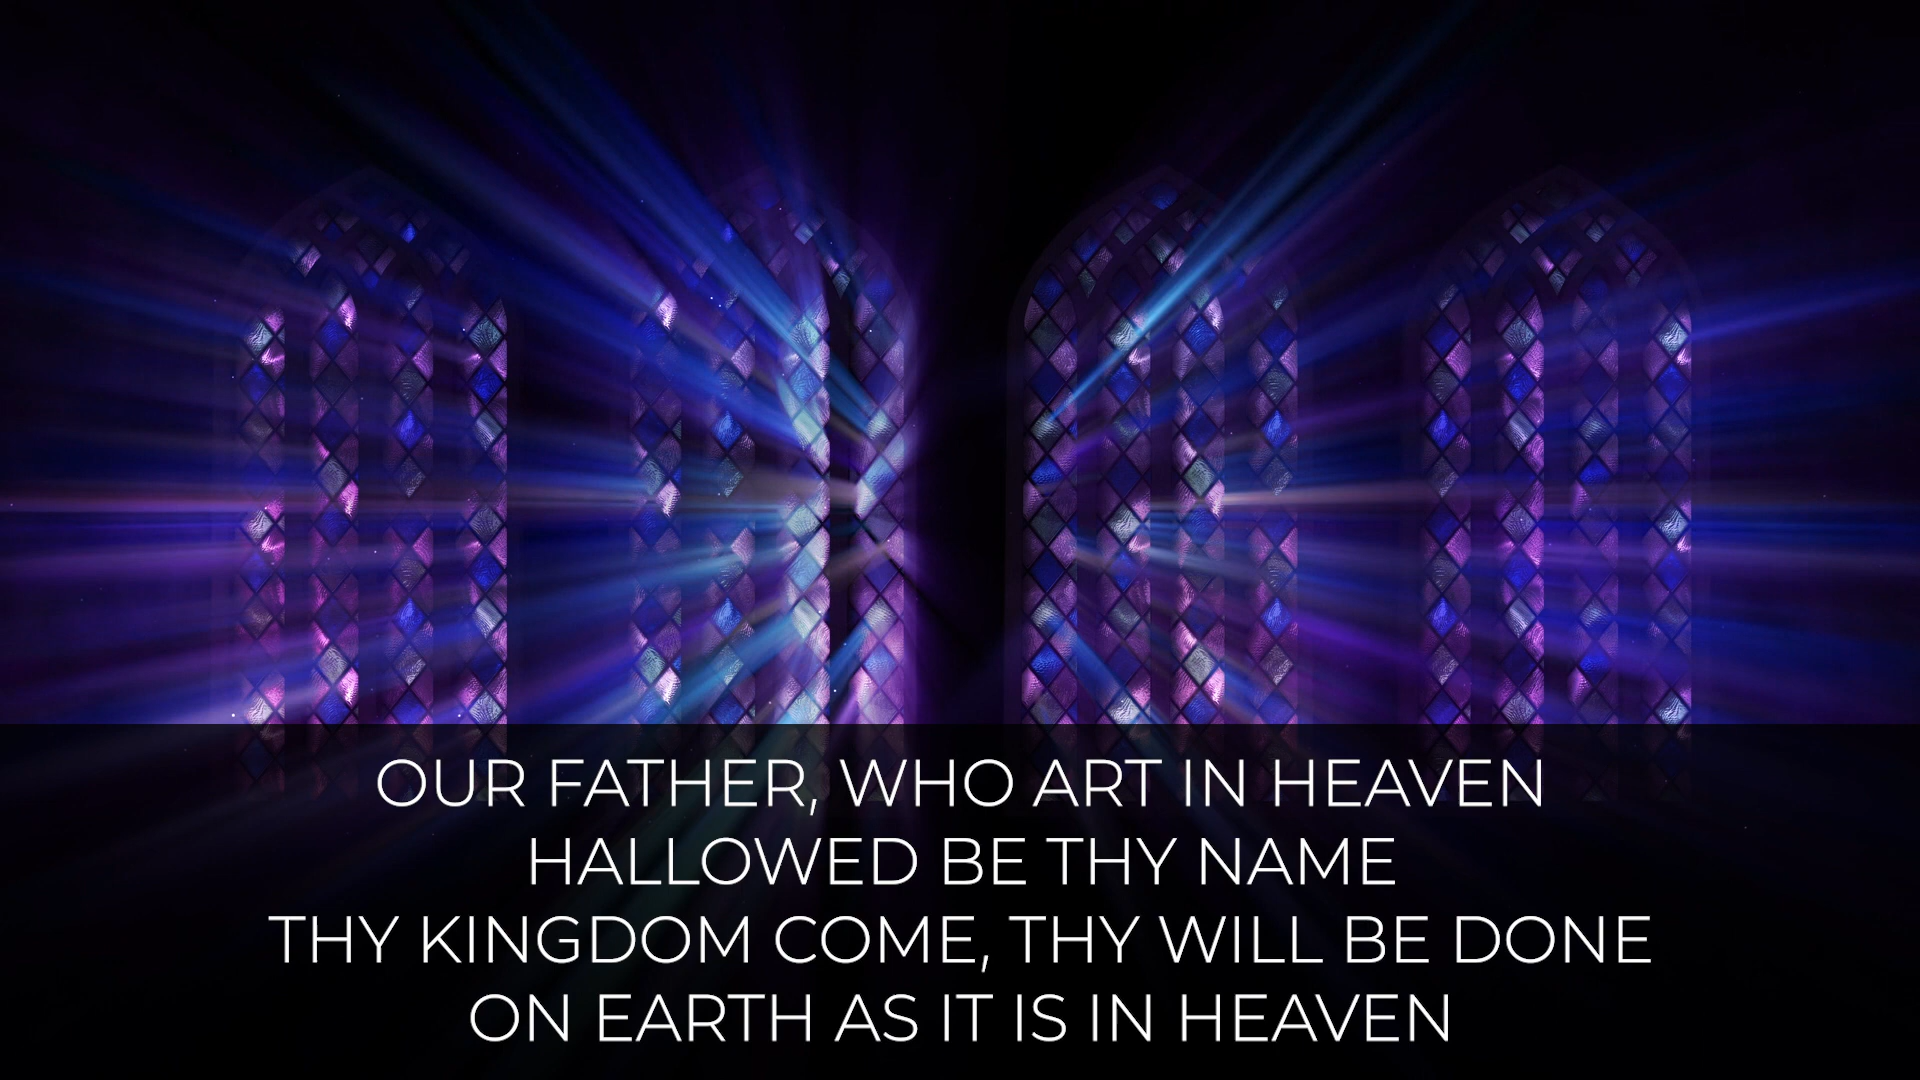 OUR FATHER, WHO ART IN HEAVEN
HALLOWED BE THY NAME
THY KINGDOM COME, THY WILL BE DONE
ON EARTH AS IT IS IN HEAVEN